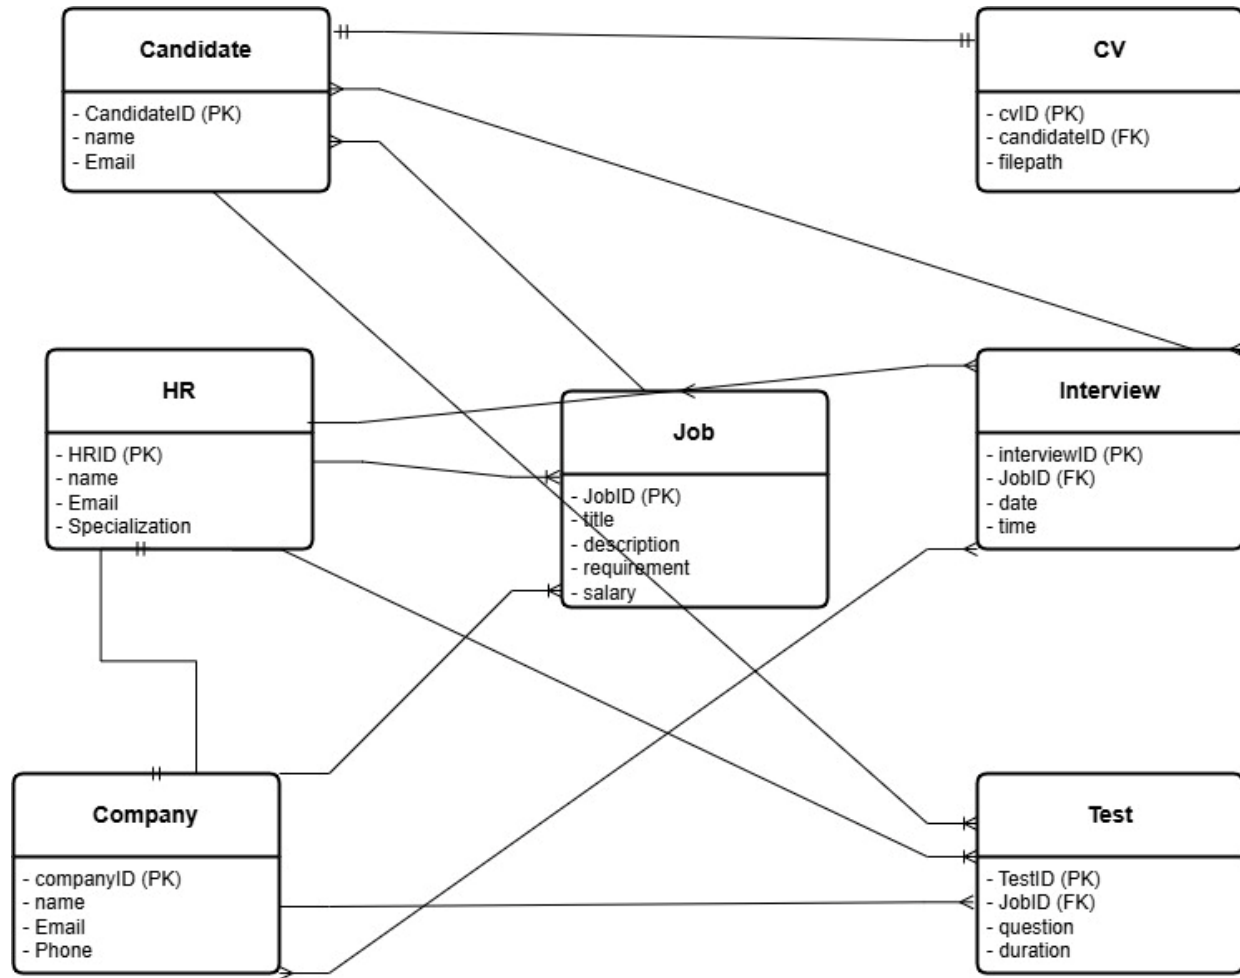 Candidate
- CandidateID (PK)
- name
- Email
CV
- cvID (PK)
- candidateID (FK)
- filepath
HR
- HRID (PK)
- name
- Email
- Specialization
Job
- JobID (PK)
- title
- description
- requirement
- salary
Interview
- interviewID (PK)
- JobID (FK)
- date
- time
Company
- companyID (PK)
- name
- Email
- Phone
Test
- TestID (PK)
- JobID (FK)
- question
- duration